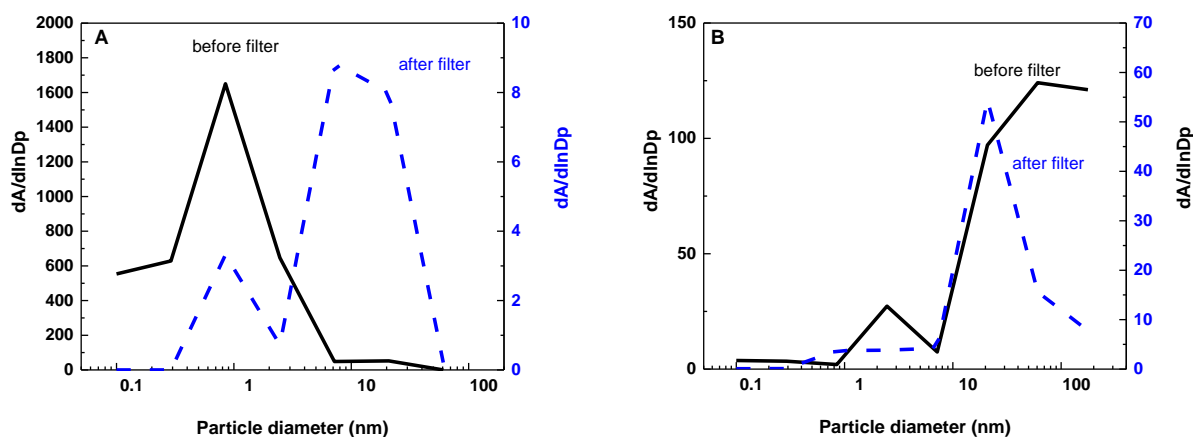 A
before filter
after filter
2000
1800
1600
1400
1200
1000
800
600
400
200
0
dA/dlnDp
10
8
6
4
2
0
dA/dlnDp
0.1 1 10 100
Particle diameter (nm)
B
before filter
after filter
150
100
50
0
dA/dlnDp
70
60
50
40
30
20
10
0
dA/dlnDp
0.1 1 10 100
Particle diameter (nm)